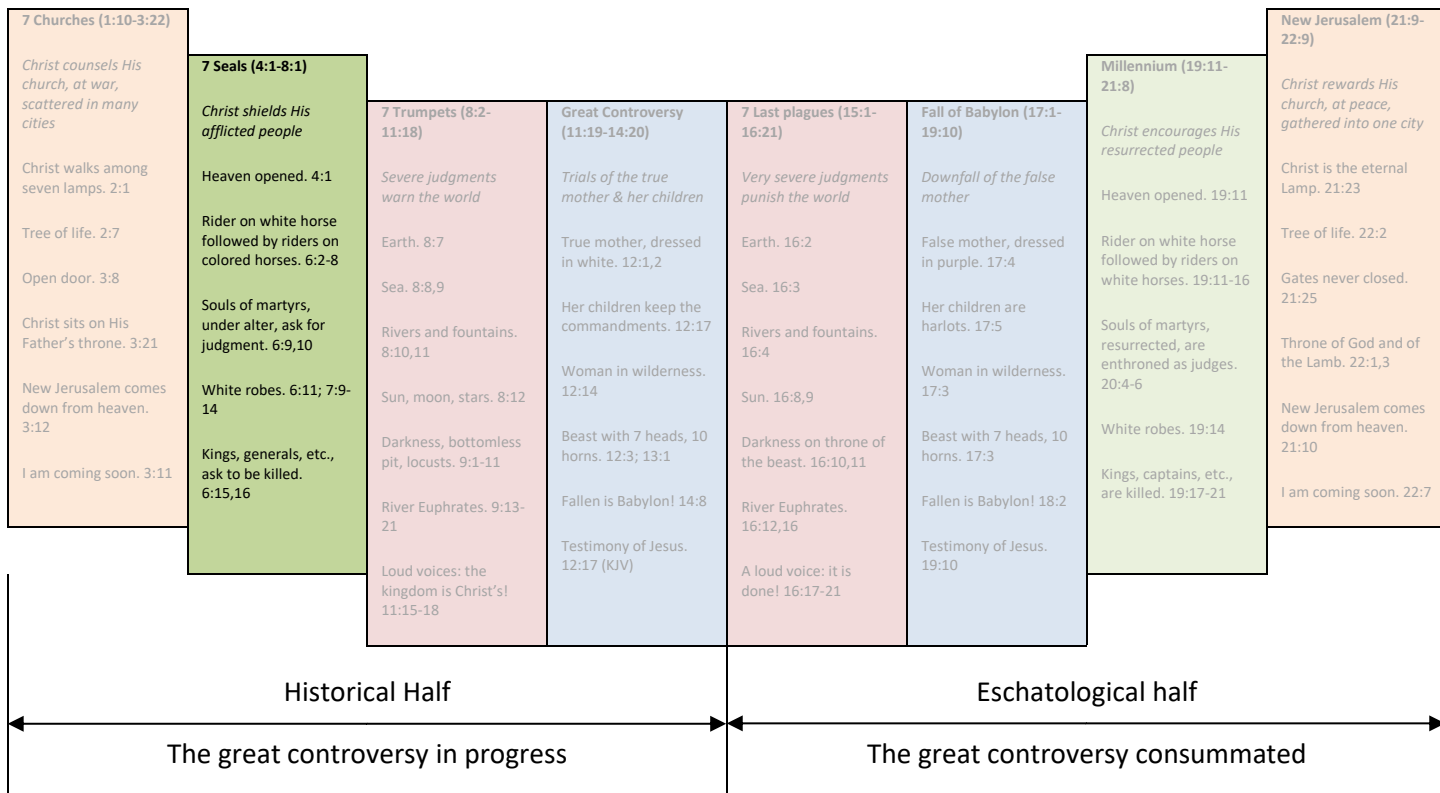 7 Churches (1:10-3:22)
Christ counsels His
church, at war,
scattered in many
cities
Christ walks among
seven lamps. 2:1
Tree of life. 2:7
Open door. 3:8
Christ sits on His
Father’s throne. 3:21
New Jerusalem comes
down from heaven.
3:12
I am coming soon. 3:11
7 Seals (4:1-8:1)
Christ shields His
afflicted people
Heaven opened. 4:1
Rider on white horse
followed by riders on
colored horses. 6:2-8
Souls of martyrs,
under alter, ask for
judgment. 6:9,10
White robes. 6:11; 7:9-
14
Kings, generals, etc.,
ask to be killed.
6:15,16
7 Trumpets (8:2-
11:18)
Severe judgments
warn the world
Earth. 8:7
Sea. 8:8,9
Rivers and fountains.
8:10,11
Sun, moon, stars. 8:12
Darkness, bottomless
pit, locusts. 9:1-11
River Euphrates. 9:13-
21
Loud voices: the
kingdom is Christ’s!
11:15-18
Great Controversy
(11:19-14:20)
Trials of the true
mother & her children
True mother, dressed
in white. 12:1,2
Her children keep the
commandments. 12:17
Woman in wilderness.
12:14
Beast with 7 heads, 10
horns. 12:3; 13:1
Fallen is Babylon! 14:8
Testimony of Jesus.
12:17 (KJV)
7 Last plagues (15:1-
16:21)
Very severe judgments
punish the world
Earth. 16:2
Sea. 16:3
Rivers and fountains.
16:4
Sun. 16:8,9
Darkness on throne of
the beast. 16:10,11
River Euphrates.
16:12,16
A loud voice: it is
done! 16:17-21
Fall of Babylon (17:1-
19:10)
Downfall of the false
mother
False mother, dressed
in purple. 17:4
Her children are
harlots. 17:5
Woman in wilderness.
17:3
Beast with 7 heads, 10
horns. 17:3
Fallen is Babylon! 18:2
Testimony of Jesus.
19:10
Millennium (19:11-
21:8)
Christ encourages His
resurrected people
Heaven opened. 19:11
Rider on white horse
followed by riders on
white horses. 19:11-16
Souls of martyrs,
resurrected, are
enthroned as judges.
20:4-6
White robes. 19:14
Kings, captains, etc.,
are killed. 19:17-21
New Jerusalem (21:9-
22:9)
Christ rewards His
church, at peace,
gathered into one city
Christ is the eternal
Lamp. 21:23
Tree of life. 22:2
Gates never closed.
21:25
Throne of God and of
the Lamb. 22:1,3
New Jerusalem comes
down from heaven.
21:10
I am coming soon. 22:7
Historical Half
The great controversy in progress
Eschatological half
The great controversy consummated